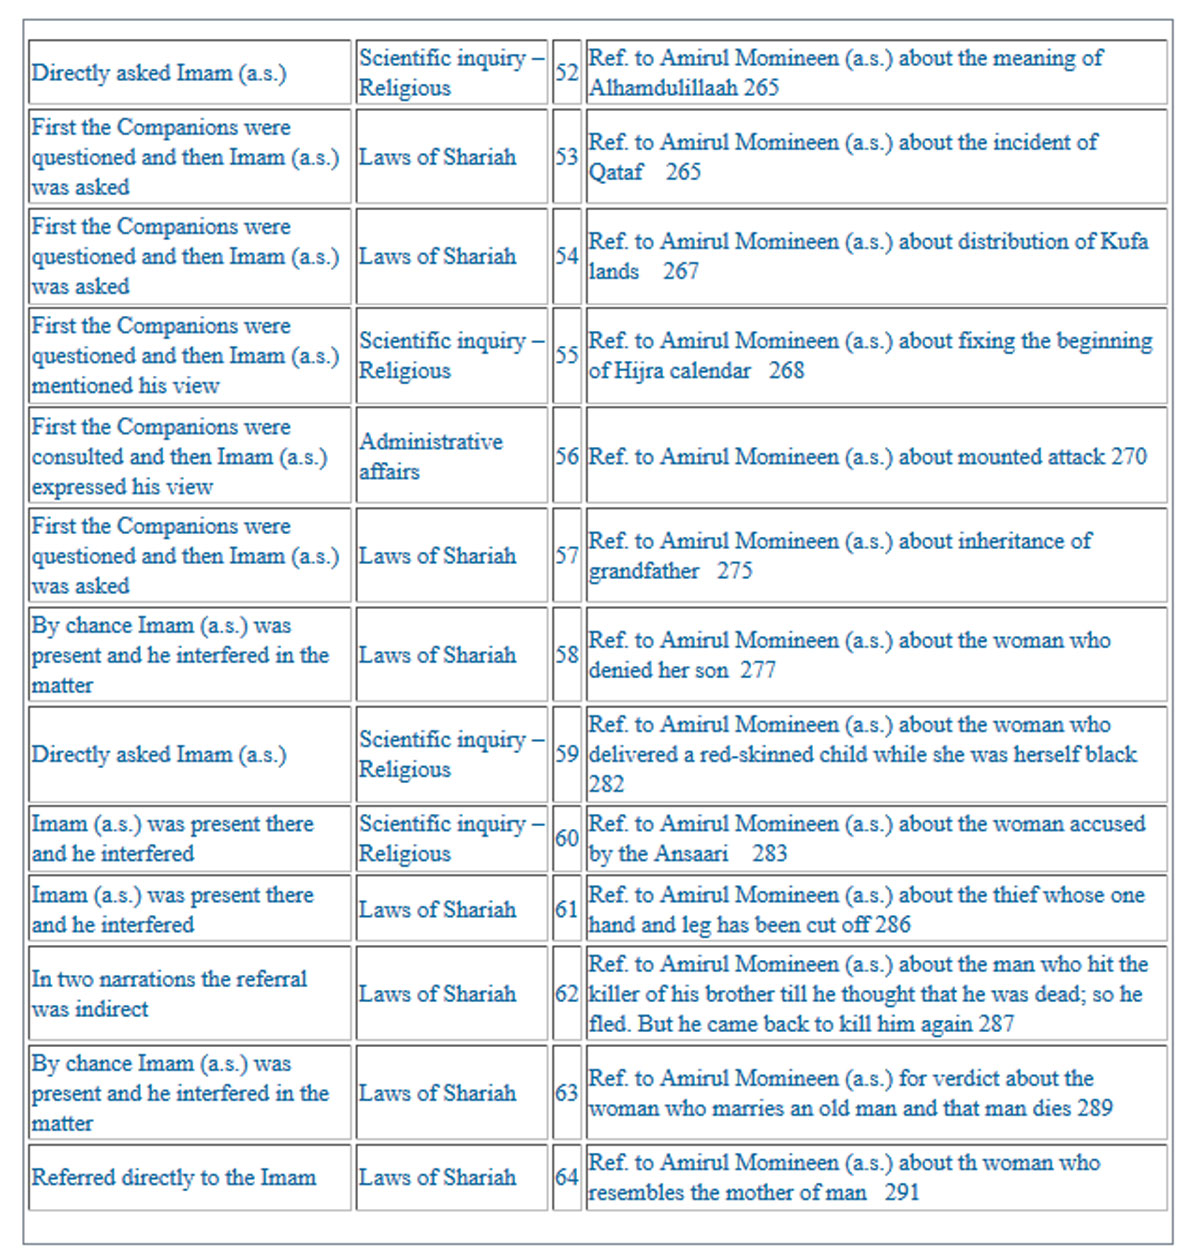 Directly asked Imam (a.s.)
Scientific inquiry –
Religious
52
Ref. to Amirul Momineen (a.s.) about the meaning of
Alhamdulillaah 265
First the Companions were
questioned and then Imam (a.s.)
was asked
Laws of Shariah
53
Ref. to Amirul Momineen (a.s.) about the incident of
Qataf 265
First the Companions were
questioned and then Imam (a.s.)
was asked
Laws of Shariah
54
Ref. to Amirul Momineen (a.s.) about distribution of Kufa
lands 267
First the Companions were
questioned and then Imam (a.s.)
mentioned his view
Scientific inquiry –
Religious
55
Ref. to Amirul Momineen (a.s.) about fixing the beginning
of Hijra calendar 268
First the Companions were
consulted and then Imam (a.s.)
expressed his view
Administrative
affairs
56
Ref. to Amirul Momineen (a.s.) about mounted attack 270
First the Companions were
questioned and then Imam (a.s.)
was asked
Laws of Shariah
57
Ref. to Amirul Momineen (a.s.) about inheritance of
grandfather 275
By chance Imam (a.s.) was
present and he interfered in the
matter
Laws of Shariah
58
Ref. to Amirul Momineen (a.s.) about the woman who
denied her son 277
Directly asked Imam (a.s.)
Scientific inquiry –
Religious
59
Ref. to Amirul Momineen (a.s.) about the woman who
delivered a red-skinned child while she was herself black
282
Imam (a.s.) was present there
and he interfered
Scientific inquiry –
Religious
60
Ref. to Amirul Momineen (a.s.) about the woman accused
by the Ansaari 283
Imam (a.s.) was present there
and he interfered
Laws of Shariah
61
Ref. to Amirul Momineen (a.s.) about the thief whose one
hand and leg has been cut off 286
In two narrations the referral
was indirect
Laws of Shariah
62
Ref. to Amirul Momineen (a.s.) about the man who hit the
killer of his brother till he thought that he was dead; so he
fled. But he came back to kill him again 287
By chance Imam (a.s.) was
present and he interfered in the
matter
Laws of Shariah
63
Ref. to Amirul Momineen (a.s.) for verdict about the
woman who marries an old man and that man dies 289
Referred directly to the Imam
Laws of Shariah
64
Ref. to Amirul Momineen (a.s.) about th woman who
resembles the mother of man 291